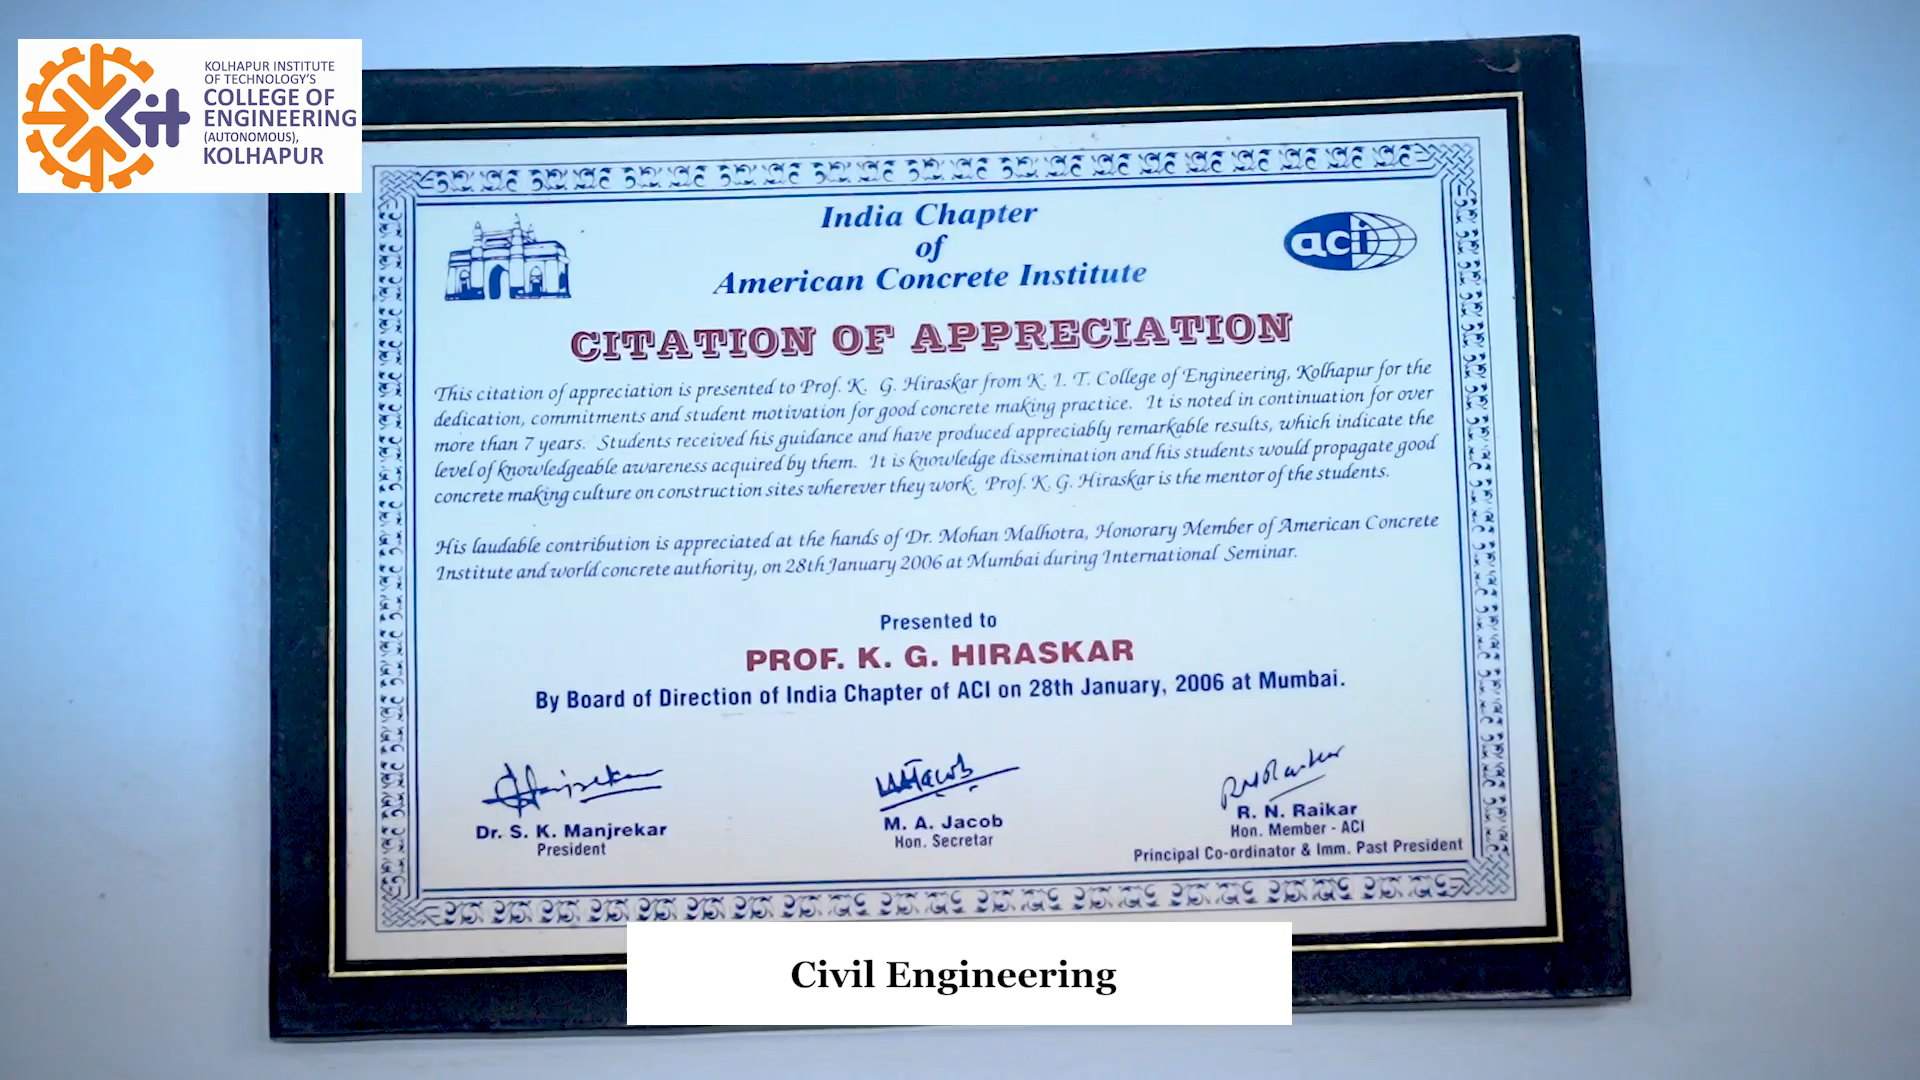 KOLHAPUR INSTITUTE
OF TECHNOLOGY'S
COLLEGE OF
ENGINEERING
(AUTONOMOUS),
KOLHAPUR
kit
India Chapter
of
American Concrete Institute
aci
CITATION OF APPRECIATION
This citation of appreciation is presented to Prof. K. G. Hiraskar from K. I. T. College of Engineering, Kolhapur for the
dedication, commitments and student motivation for good concrete making practice. It is noted in continuation for over
more than 7 years. Students received his guidance and have produced appreciably remarkable results, which indicate the
level of knowledgeable awareness acquired by them. It is knowledge dissemination and his students would propagate good
concrete making culture on construction sites wherever they work. Prof. K. G. Hiraskar is the mentor of the students.
His laudable contribution is appreciated at the hands of Dr. Mohan Malhotra, Honorary Member of American Concrete
Institute and world concrete authority, on 28th January 2006 at Mumbai during International Seminar.
Presented to
PROF. K. G. HIRASKAR
By Board of Direction of India Chapter of ACI on 28th January, 2006 at Mumbai.
Dr. S. K. Manjrekar
President
M. A. Jacob
Hon. Secretary
R. N. Raikar
Hon. Member - ACI
Principal Co-ordinator & Imm. Past President
Civil Engineering